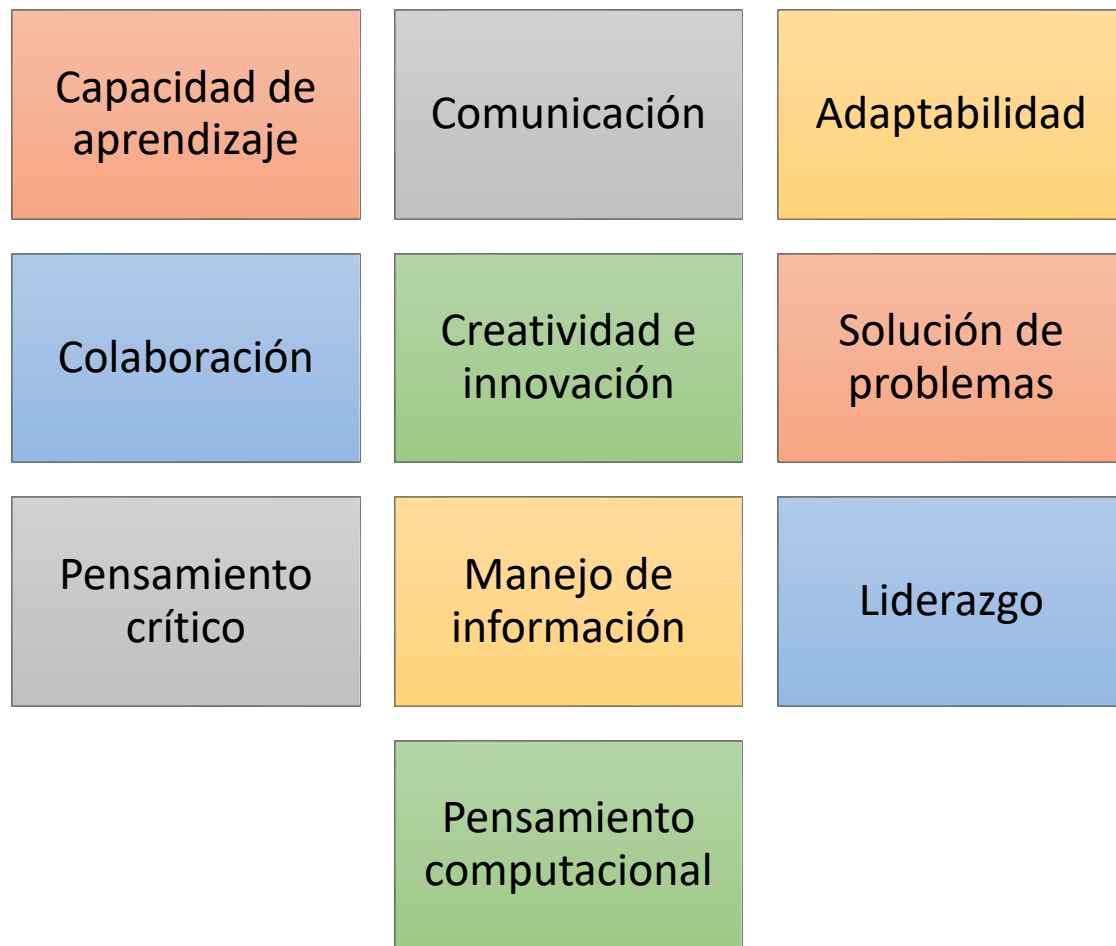 Capacidad de
aprendizaje
Comunicación
Adaptabilidad
Colaboración
Creatividad e
innovación
Solución de
problemas
Pensamiento
crítico
Manejo de
información
Liderazgo
Pensamiento
computacional